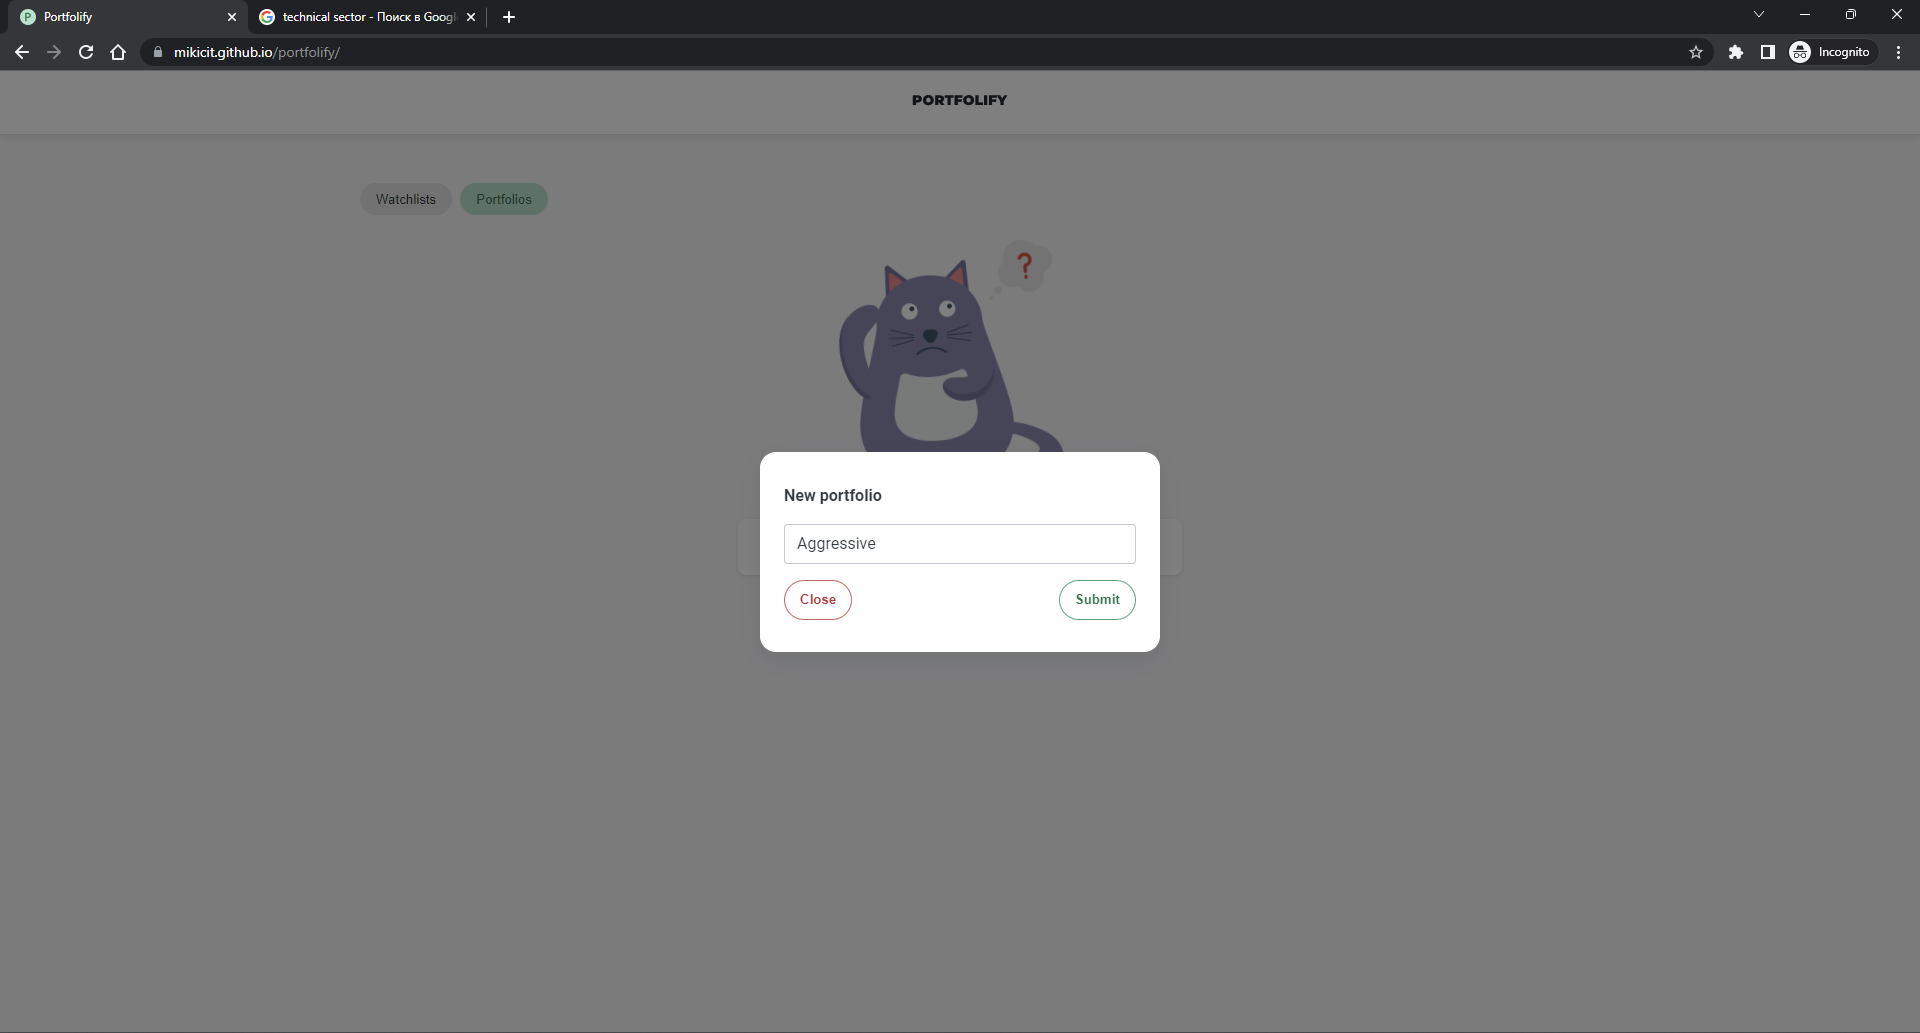 Portfolify
technical sector - Поиск в Googl
mikicit.github.io/portfolify/
Incognito
PORTFOLIFY
Watchlists
Portfolios
?
New portfolio
Aggressive
Close
Submit